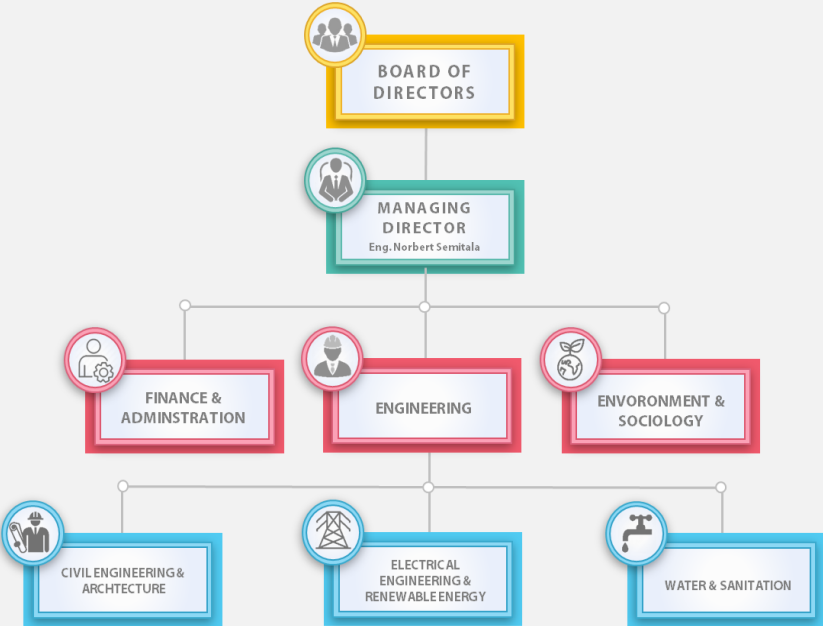 BOARD OF
DIRECTORS
MANAGING
DIRECTOR
Eng. Norbert Semitala
FINANCE &
ADMINSTRATION
ENGINEERING
ENVORONMENT &
SOCIOLOGY
CIVIL ENGINEERING &
ARCHTECTURE
ELECTRICAL
ENGINEERING &
RENEWABLE ENERGY
WATER & SANITATION